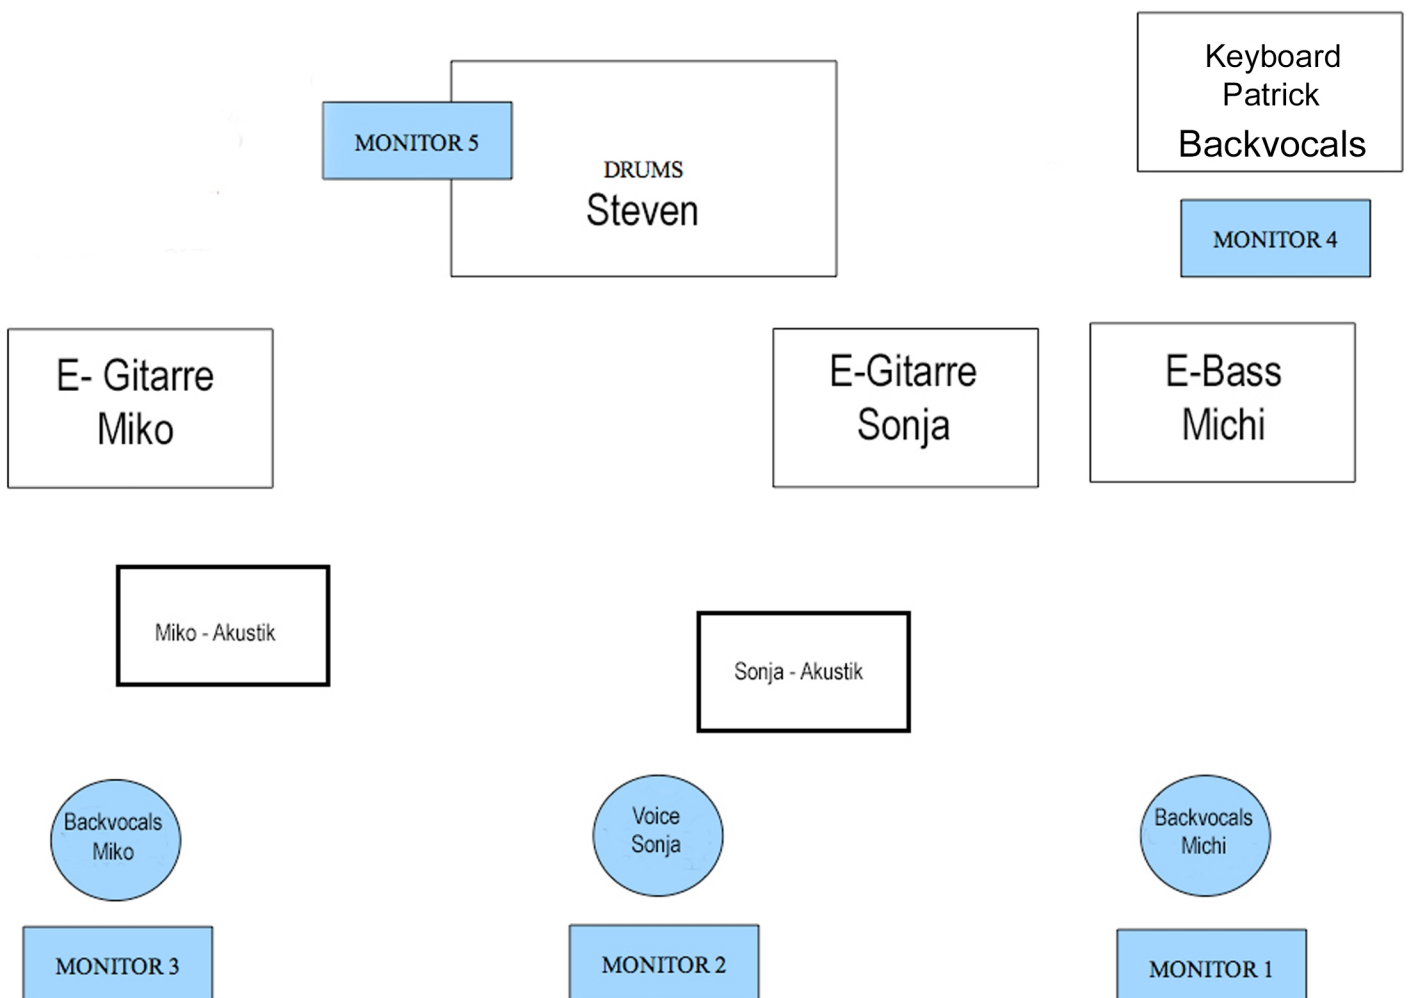 Keyboard
Patrick
Backvocals
MONITOR 5
DRUMS
Steven
MONITOR 4
E- Gitarre
Miko
E-Gitarre
Sonja
E-Bass
Michi
Miko - Akustik
Sonja - Akustik
Backvocals
Miko
Voice
Sonja
Backvocals
Michi
MONITOR 3
MONITOR 2
MONITOR 1